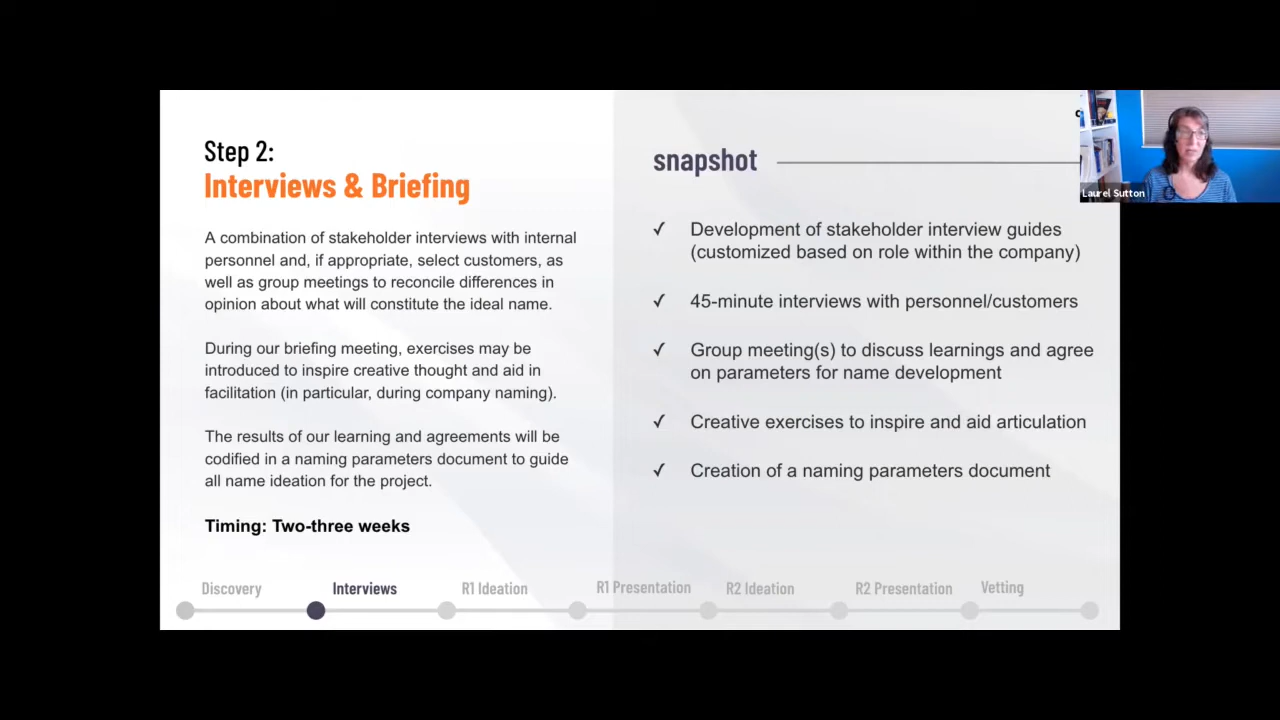 Step 2:
Interviews & Briefing
A combination of stakeholder interviews with internal
personnel and, if appropriate, select customers, as
well as group meetings to reconcile differences in
opinion about what will constitute the ideal name.
During our briefing meeting, exercises may be
introduced to inspire creative thought and aid in
facilitation (in particular, during company naming).
The results of our learning and agreements will be
codified in a naming parameters document to guide
all name ideation for the project.
Timing: Two-three weeks
snapshot
✓ Development of stakeholder interview guides
(customized based on role within the company)
✓ 45-minute interviews with personnel/customers
✓ Group meeting(s) to discuss learnings and agree
on parameters for name development
✓ Creative exercises to inspire and aid articulation
✓ Creation of a naming parameters document
Laurel Sutton
Discovery Interviews R1 Ideation R1 Presentation R2 Ideation R2 Presentation Vetting